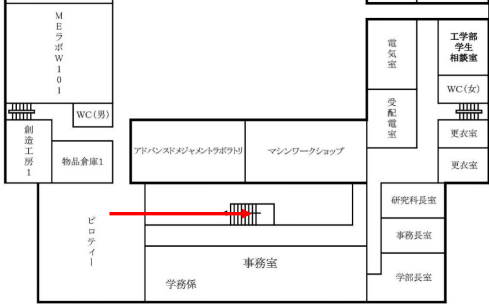 MEラボW101
WC(男)
創造工房1
物品倉庫1
アドバンスドメジャメントラボラトリ
マシンワークショップ
電気室
受配電室
工学部
学生
相談室
WC(女)
更衣室
更衣室
研究科長室
事務長室
学部長室
ピロティー
事務室
学務係